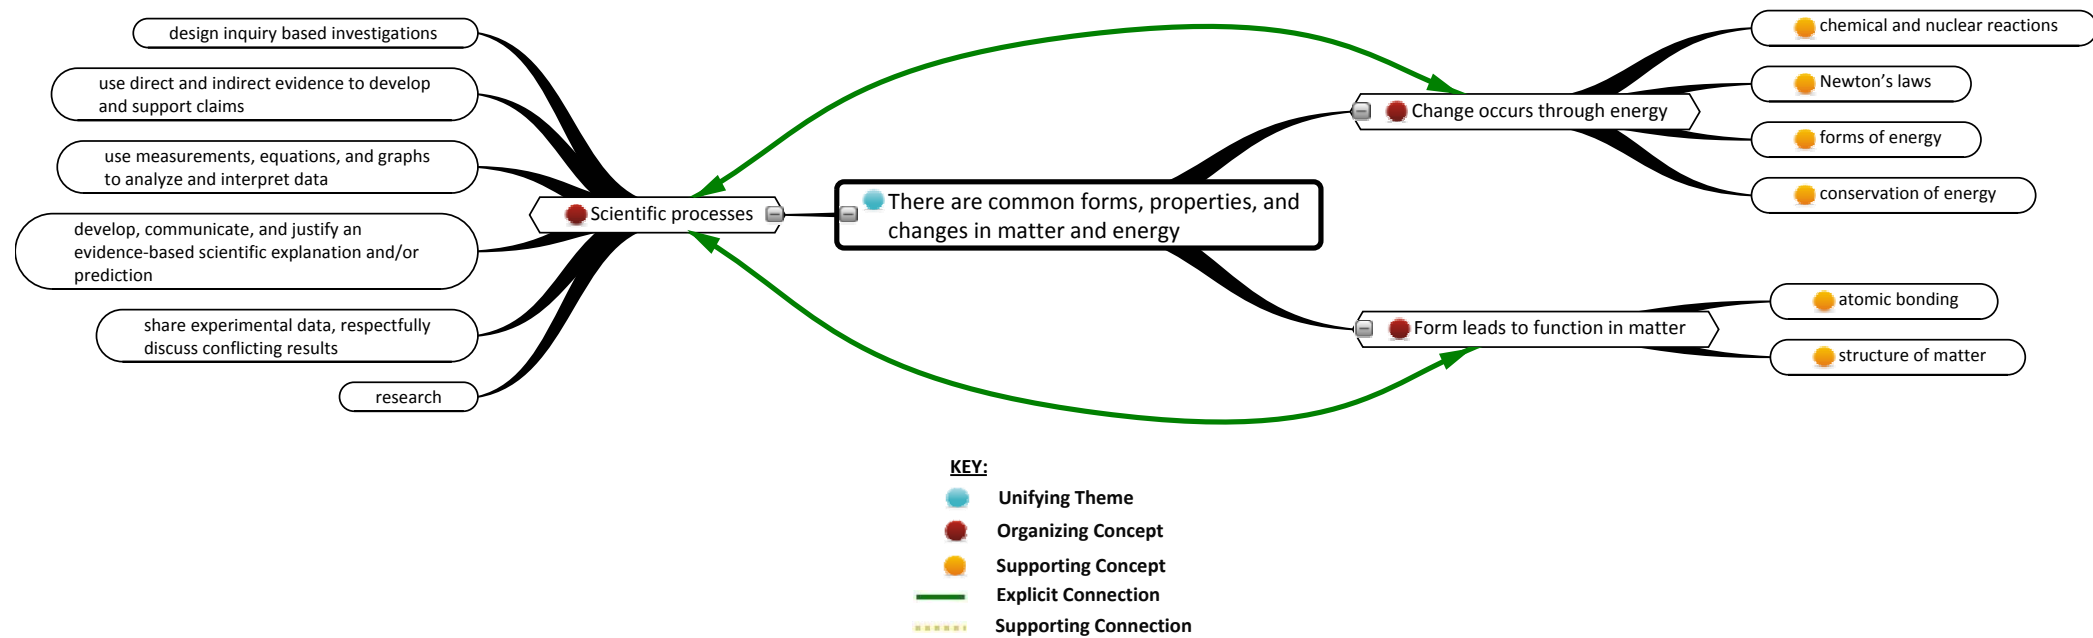 design inquiry based investigations
use direct and indirect evidence to develop
and support claims
use measurements, equations, and graphs
to analyze and interpret data
develop, communicate, and justify an
evidence-based scientific explanation and/or
prediction
share experimental data, respectfully
discuss conflicting results
research
Scientific processes
There are common forms, properties, and
changes in matter and energy
Change occurs through energy
chemical and nuclear reactions
Newton’s laws
forms of energy
conservation of energy
Form leads to function in matter
atomic bonding
structure of matter
KEY:
Unifying Theme
Organizing Concept
Supporting Concept
Explicit Connection
Supporting Connection